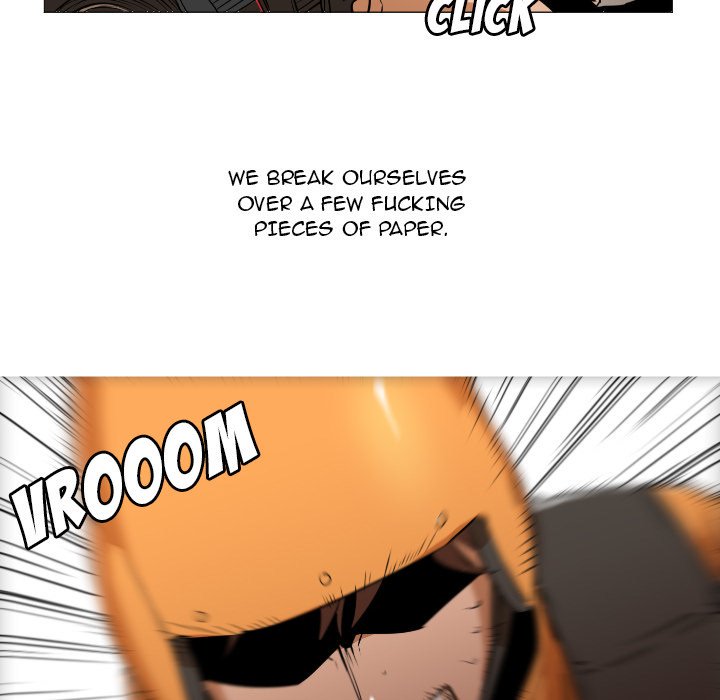 CLICK
WE BREAK OURSELVES
OVER A FEW FUCKING
PIECES OF PAPER.
VROOOM